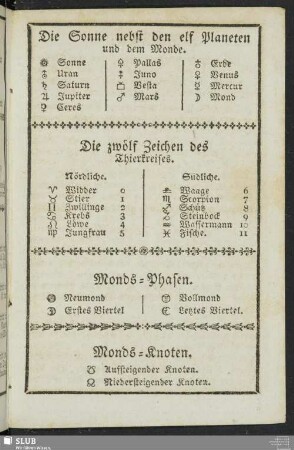 Die Sonne nebst den elf Planeten
und dem Monde.
☉ Sonne ⚴ Pallas ♁ Erde
♅ Uran ⚵ Juno ♀ Venus
♄ Saturn ⚶ Vesta ☿ Mercur
♃ Jupiter ♂ Mars ☽ Mond
⚳ Ceres
Die zwölf Zeichen des
Thierkreises.
Nördliche. Südliche.
♈ Widder 0 ♎ Waage 6
♉ Stier 1 ♏ Scorpion 7
♊ Zwillinge 2 ♐ Schütz 8
♋ Krebs 3 ♑ Steinbock 9
♌ Löwe 4 ♒ Wassermann 10
♍ Jungfrau 5 ♓ Fische. 11
Monds-Phasen.
Neumond Vollmond
☽ Erstes Viertel ☾ Letztes Viertel.
Monds-Knoten.
☊ Aufsteigender Knoten.
☋ Niedersteigender Knoten.
SLUB